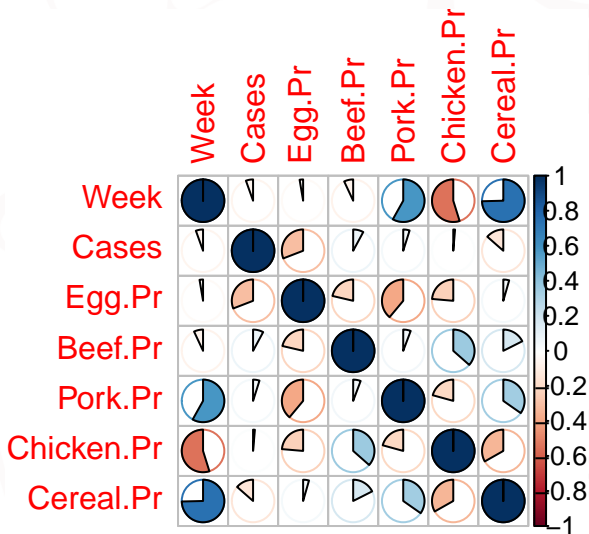 Week
Cases
Egg.Pr
Beef.Pr
Pork.Pr
Chicken.Pr
Cereal.Pr
Week
Cases
Egg.Pr
Beef.Pr
Pork.Pr
Chicken.Pr
Cereal.Pr
1
0.8
0.6
0.4
0.2
0
−0.2
−0.4
−0.6
−0.8
−1